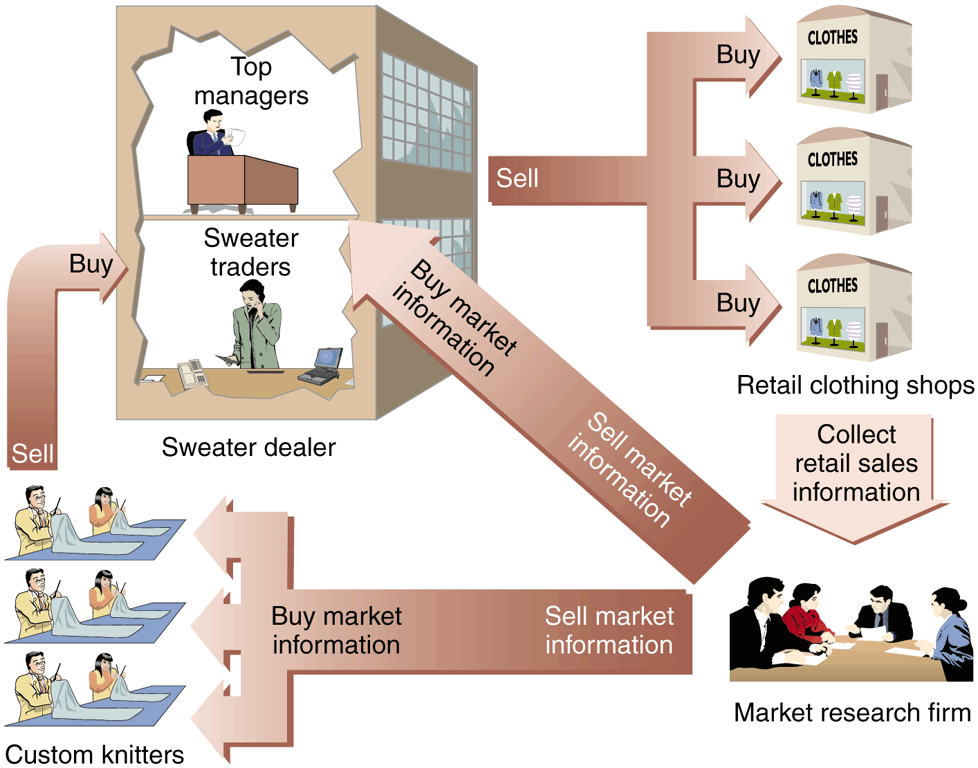 Top
managers
Sweater
traders
Buy
Sell
Sweater dealer
Sell
Buy
Buy
Buy
CLOTHES
CLOTHES
CLOTHES
Retail clothing shops
Buy market
information
Sell market
information
Collect
retail sales
information
Buy market
information
Sell market
information
Market research firm
Custom knitters